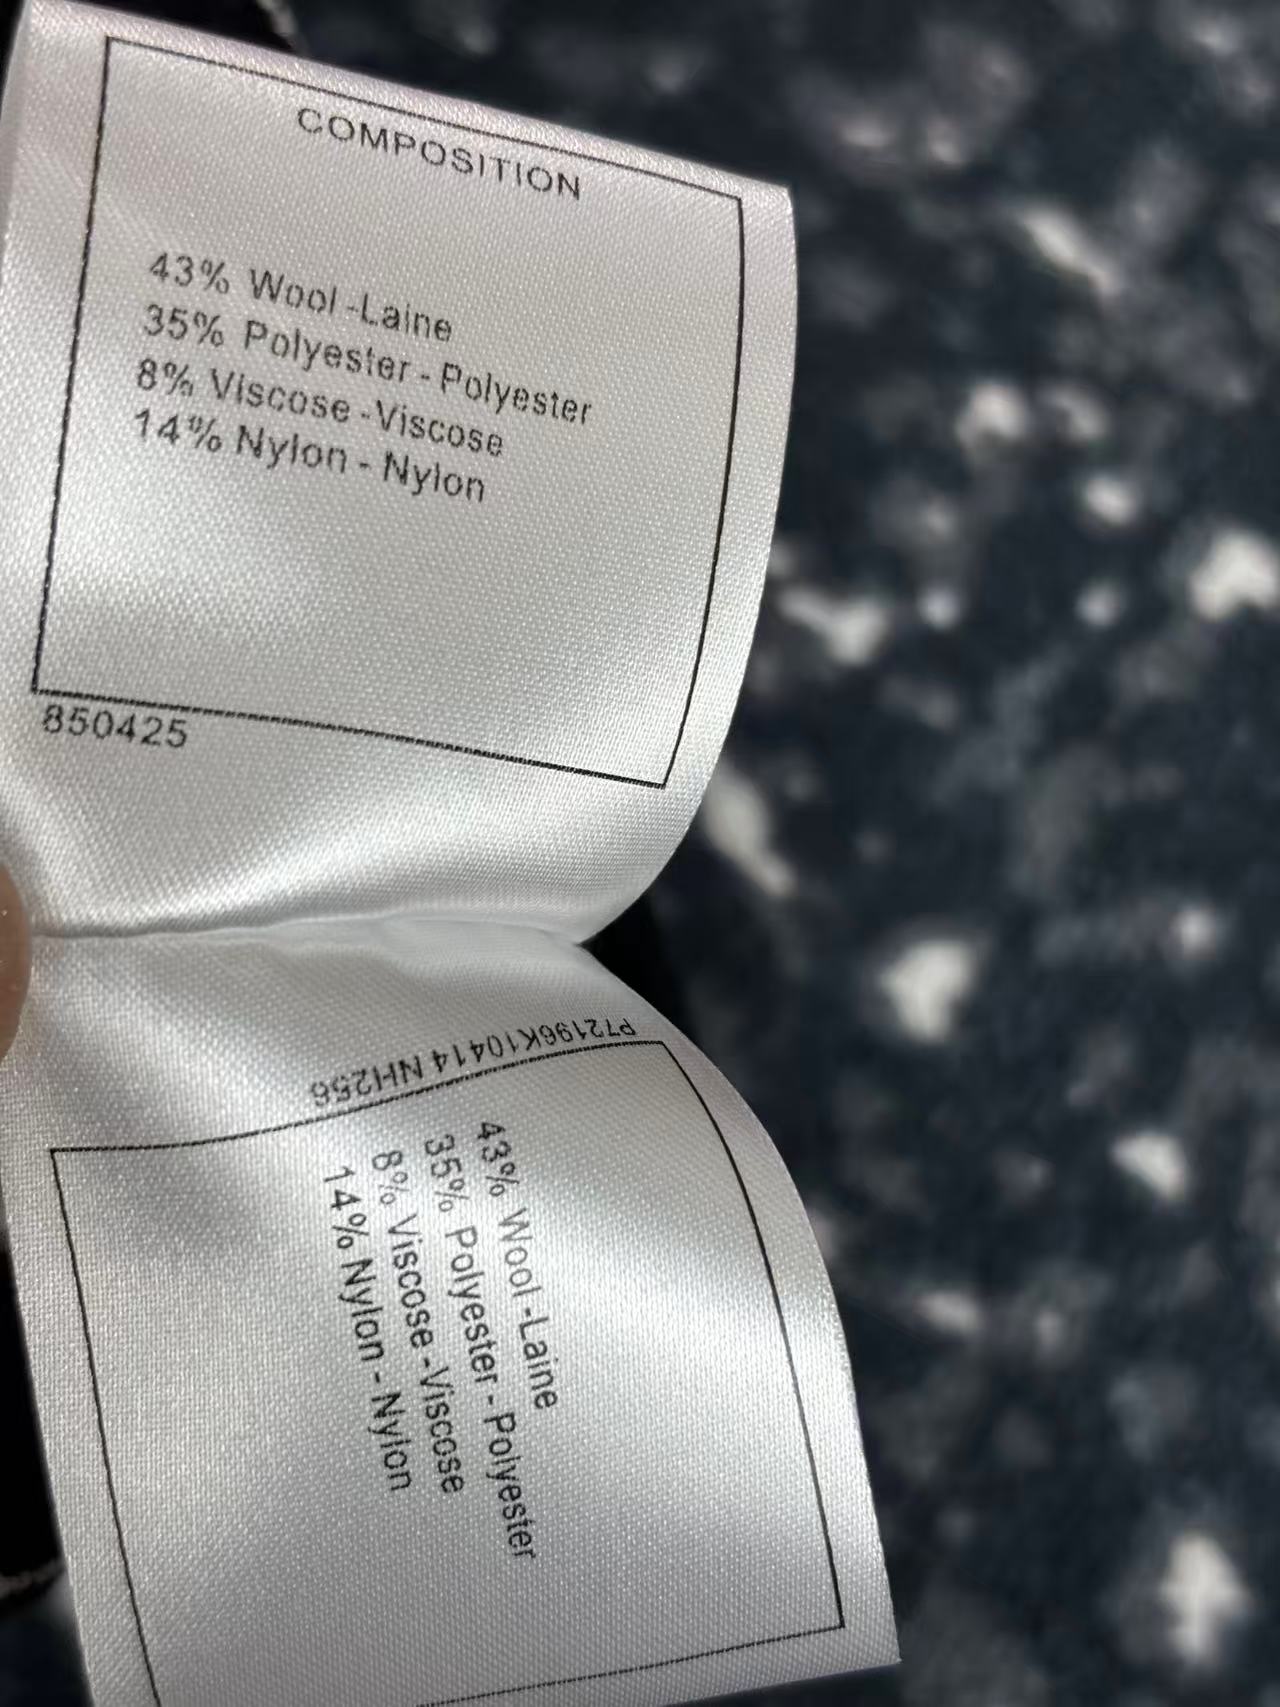 COMPOSITION
43% Wool -Laine
35% Polyester - Polyester
8% Viscose -Viscose
14% Nylon - Nylon
850425
P72196K10414 NH256
43% Wool -Laine
35% Polyester - Polyester
8% Viscose -Viscose
14% Nylon - Nylon